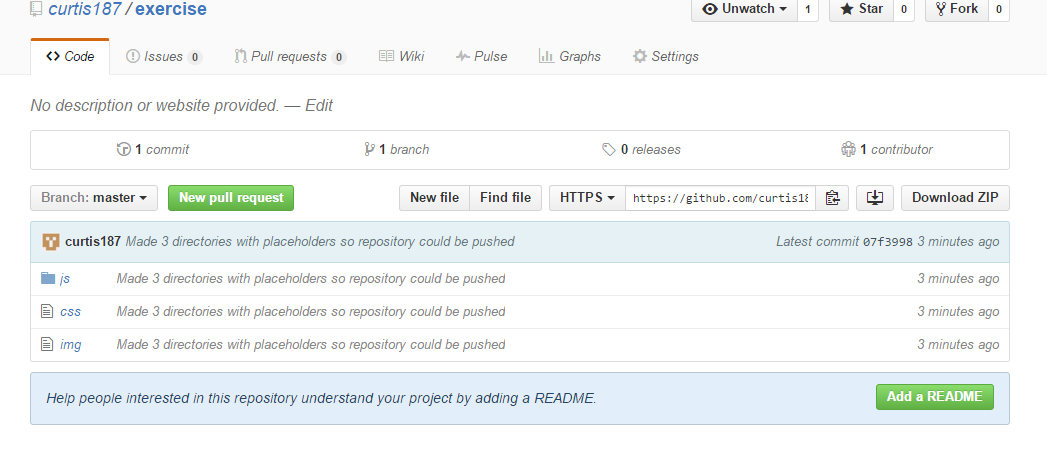 curtis187 / exercise
Unwatch 1 Star 0 Fork 0
Code Issues 0 Pull requests 0 Wiki Pulse Graphs Settings
No description or website provided. — Edit
1 commit 1 branch 0 releases 1 contributor
Branch: master New pull request New file Find file HTTPS https://github.com/curtis18 Download ZIP
curtis187 Made 3 directories with placeholders so repository could be pushed Latest commit 07f3998 3 minutes ago
js Made 3 directories with placeholders so repository could be pushed 3 minutes ago
css Made 3 directories with placeholders so repository could be pushed 3 minutes ago
img Made 3 directories with placeholders so repository could be pushed 3 minutes ago
Help people interested in this repository understand your project by adding a README. Add a README